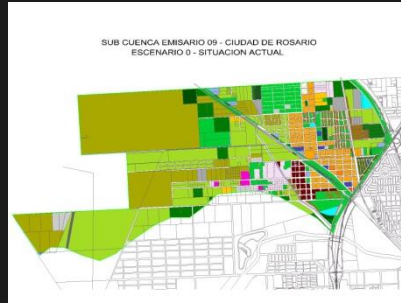 SUB CUENCA EMISARIO 09 - CIUDAD DE ROSARIO
ESCENARIO 0 - SITUACION ACTUAL